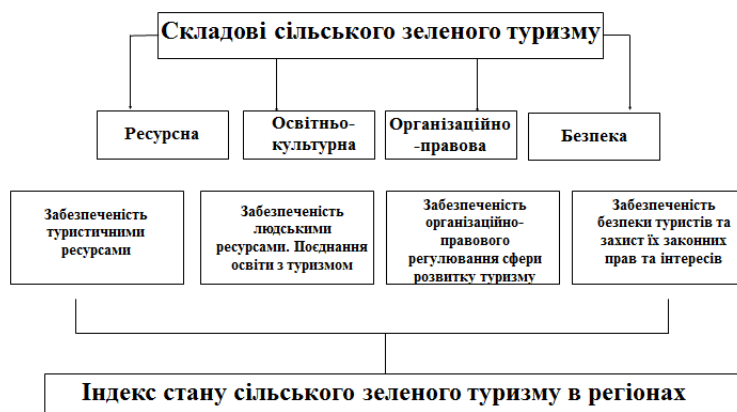 Складові сільського зеленого туризму
Ресурсна
Освітньо-
культурна
Організаційно
-правова
Безпека
Забезпеченість
туристичними
ресурсами
Забезпеченість
людськими
ресурсами. Поєднання
освіти з туризмом
Забезпеченість
організаційно-
правового
регулювання сфери
розвитку туризму
Забезпеченість
безпеки туристів та
захист їх законних
прав та інтересів
Індекс стану сільського зеленого туризму в регіонах